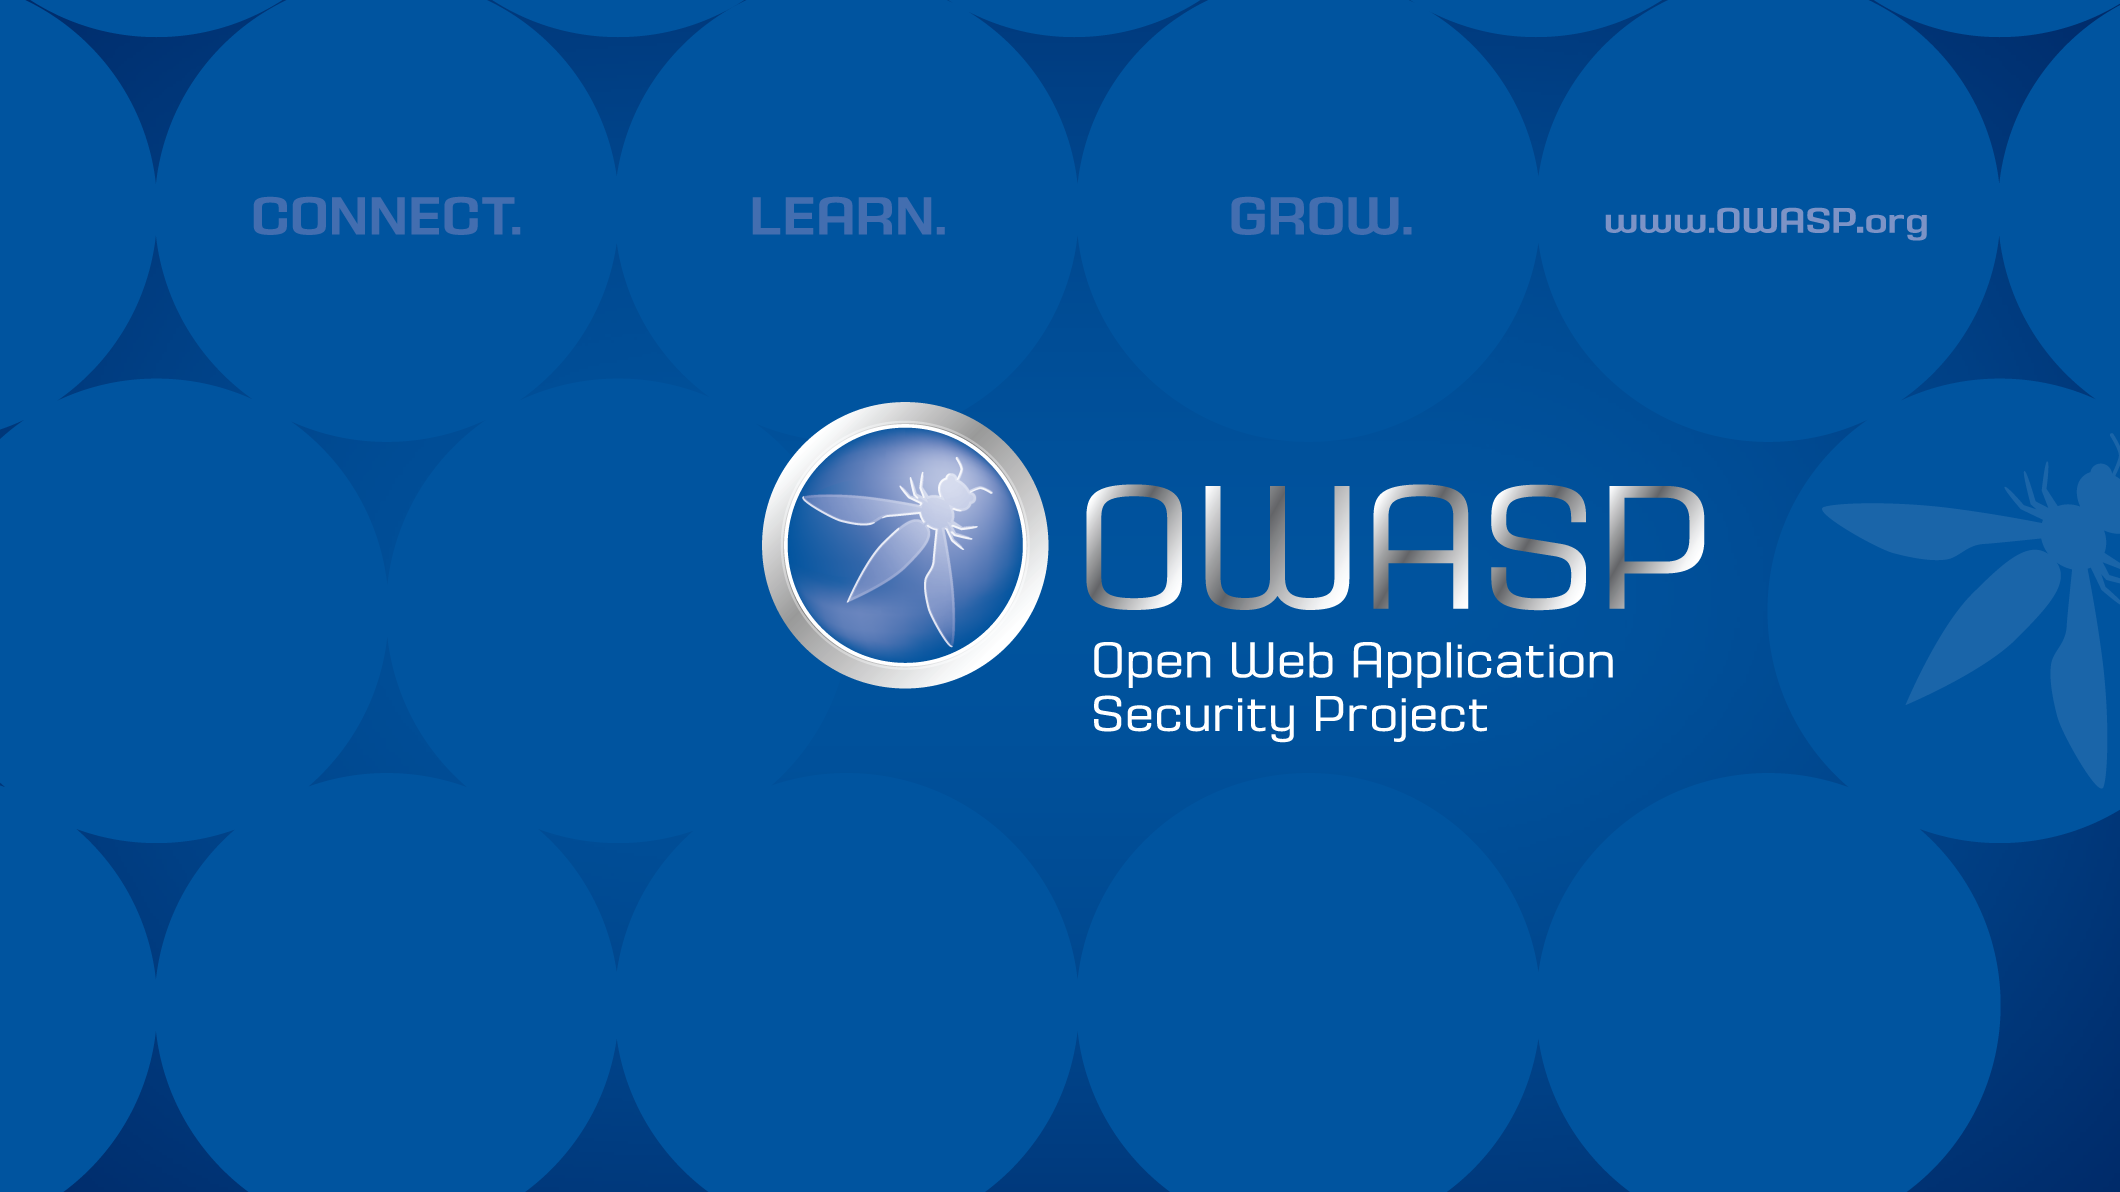 CONNECT.
LEARN.
GROW.
www.OWASP.org
OWASP
Open Web Application
Security Project